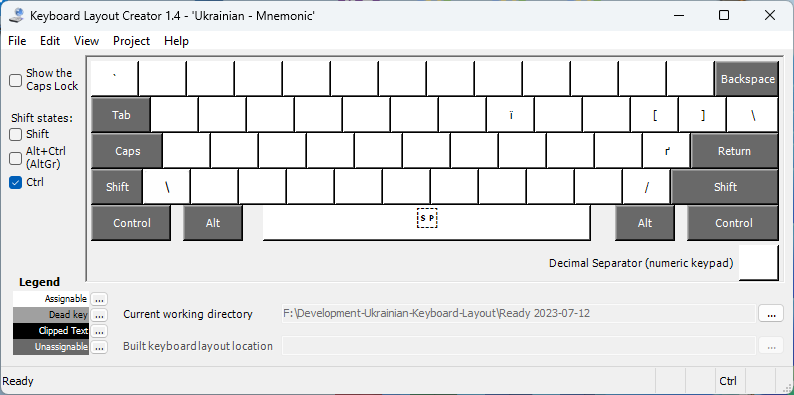 Keyboard Layout Creator 1.4 - 'Ukrainian - Mnemonic'
File Edit View Project Help
Show the
Caps Lock
` Backspace
Shift states:
Tab ї [ ] \
Shift
Alt+Ctrl
(AltGr)
Caps ґ Return
Ctrl
Shift \ / Shift
Control Alt SP Alt Control
Decimal Separator (numeric keypad)
Legend
Assignable ...
Dead key ...
Clipped Text ...
Unassignable ...
Current working directory F:\Development-Ukrainian-Keyboard-Layout\Ready 2023-07-12 ...
Built keyboard layout location ...
Ready Ctrl